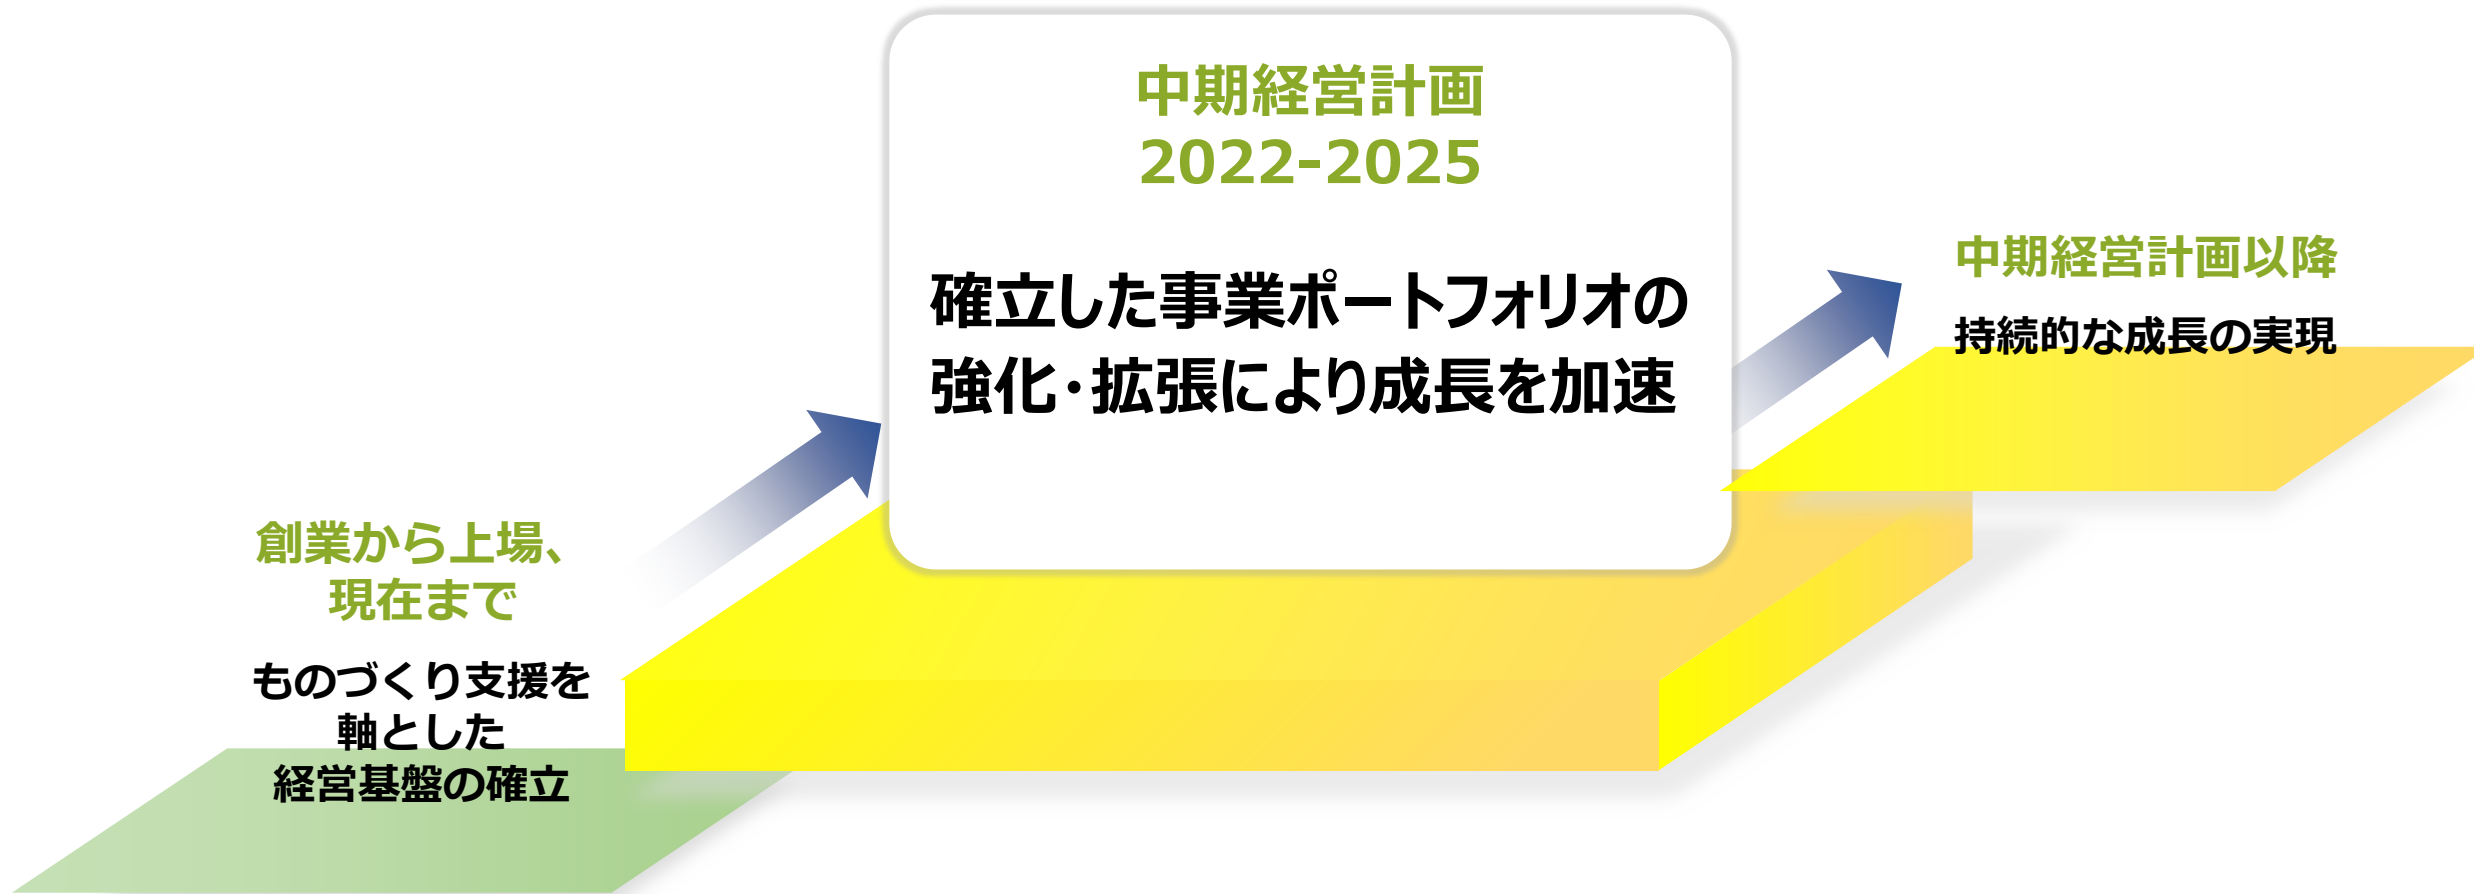 中期経営計画
2022-2025
確立した事業ポートフォリオの
強化・拡張により成長を加速
中期経営計画以降
持続的な成長の実現
創業から上場、
現在まで
ものづくり支援を
軸とした
経営基盤の確立